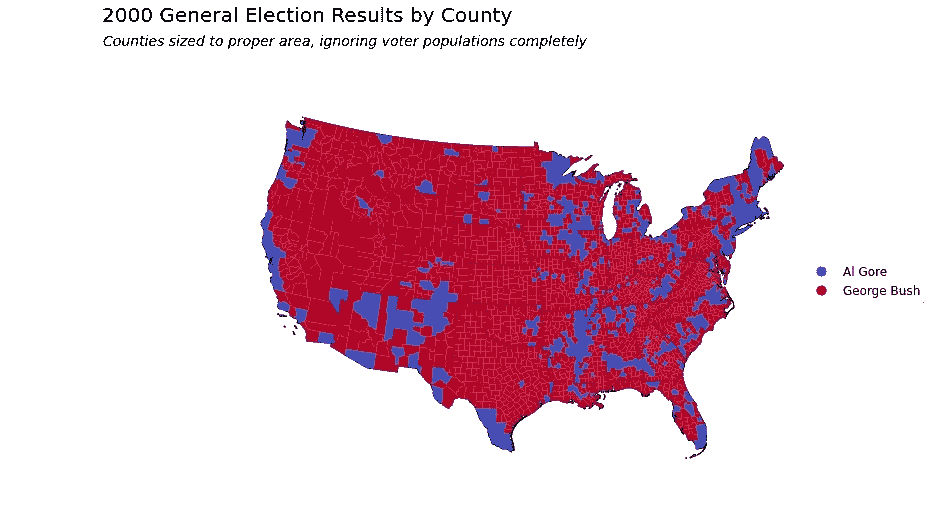 2000 General Election Results by County
Counties sized to proper area, ignoring voter populations completely
Al Gore
George Bush